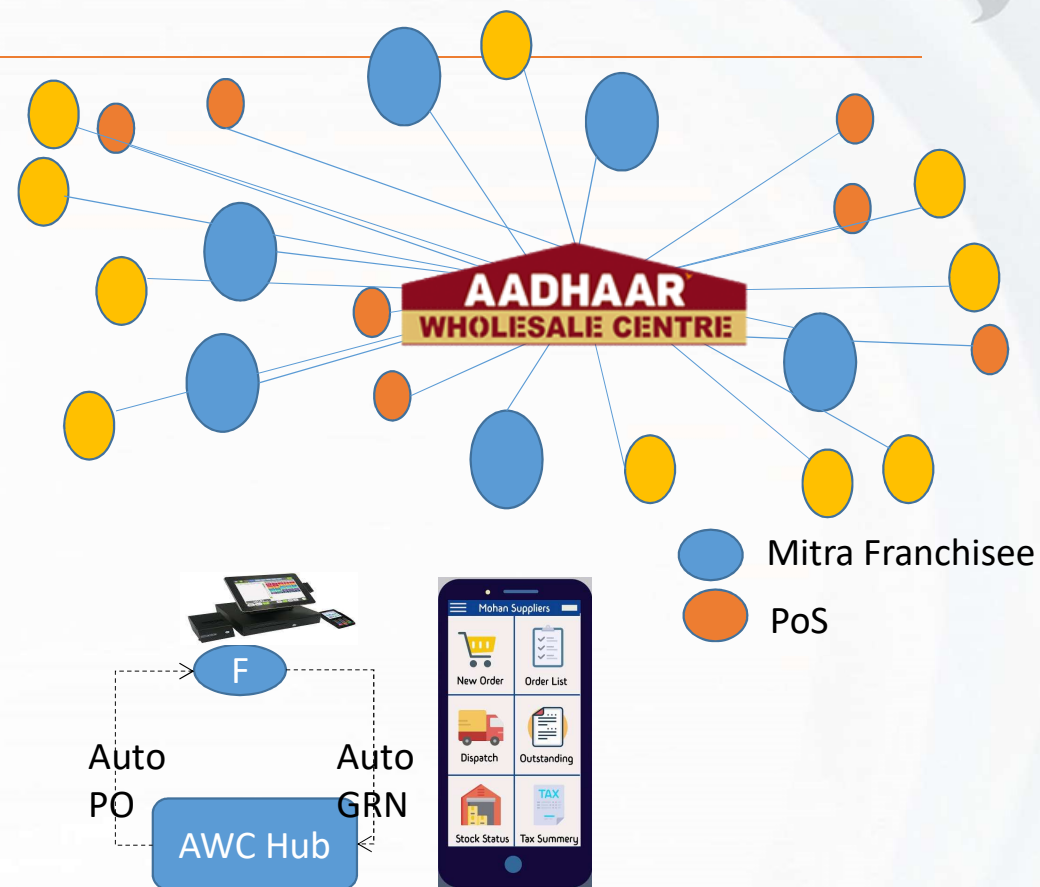 AADHAAR
WHOLESALE CENTRE
Mitra Franchisee
PoS
F
Auto
PO
Auto
GRN
AWC Hub
Mohan Suppliers
New Order
Order List
Dispatch
Outstanding
TAX
Stock Status
Tax Summery